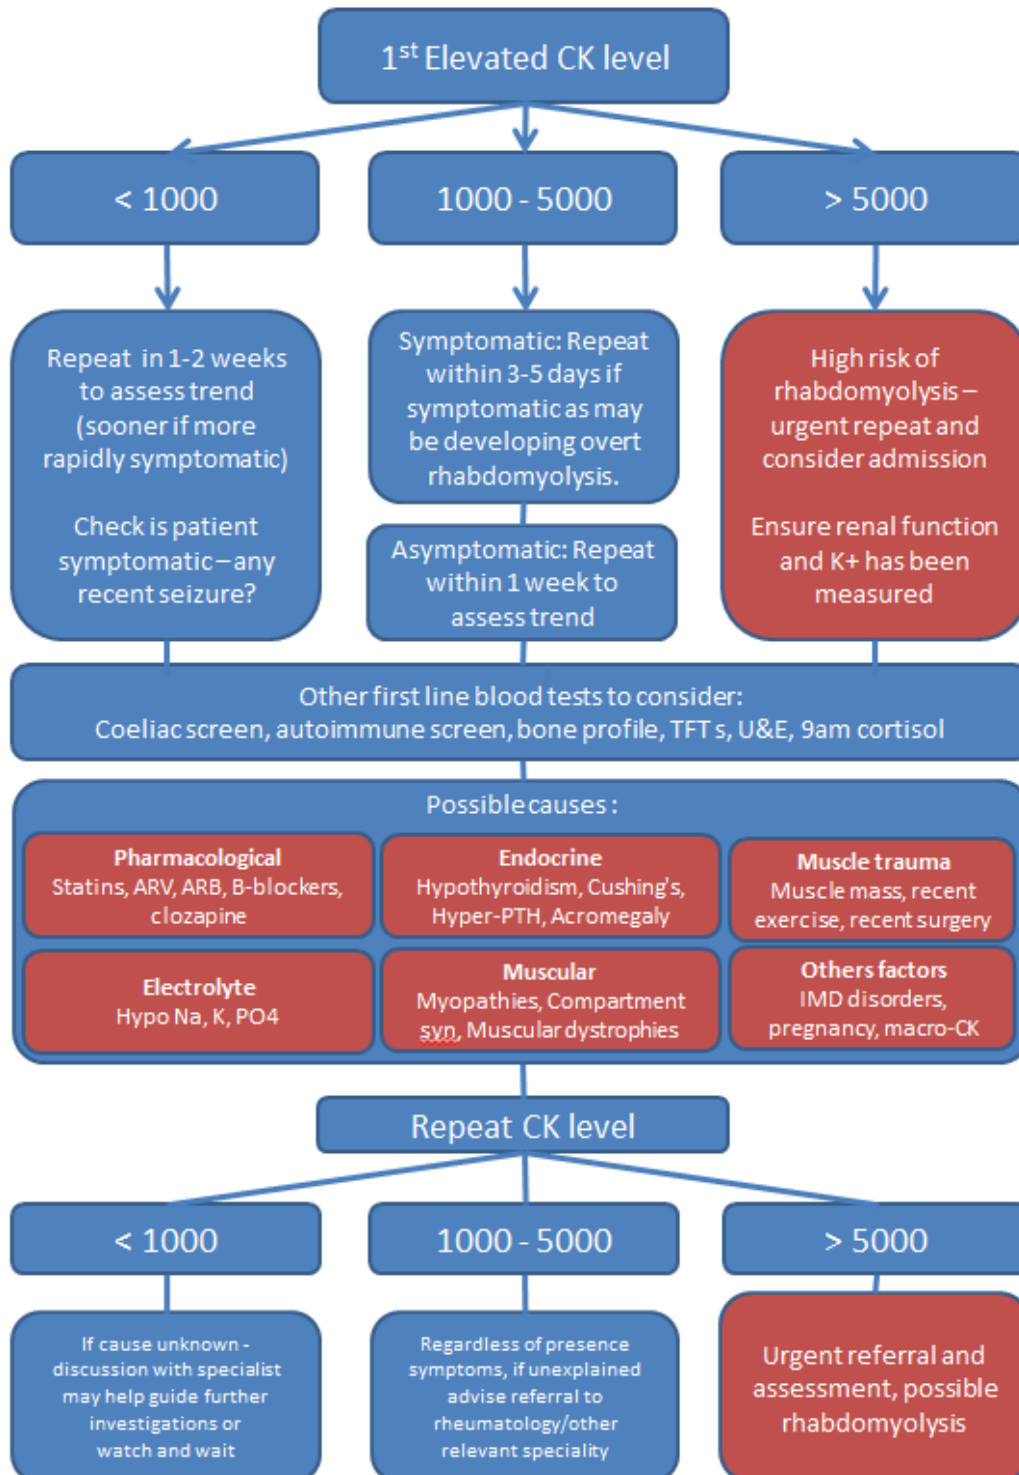 1st Elevated CK level
< 1000
1000 - 5000
> 5000
Repeat in 1-2 weeks
to assess trend
(sooner if more
rapidly symptomatic)
Check is patient
symptomatic – any
recent seizure?
Symptomatic: Repeat
within 3-5 days if
symptomatic as may
be developing overt
rhabdomyolysis.
Asymptomatic: Repeat
within 1 week to
assess trend
High risk of
rhabdomyolysis –
urgent repeat and
consider admission
Ensure renal function
and K+ has been
measured
Other first line blood tests to consider:
Coeliac screen, autoimmune screen, bone profile, TFT s, U&E, 9am cortisol
Possible causes :
Pharmacological
Statins, ARV, ARB, B-blockers,
clozapine
Endocrine
Hypothyroidism, Cushing's,
Hyper-PTH, Acromegaly
Muscle trauma
Muscle mass, recent
exercise, recent surgery
Electrolyte
Hypo Na, K, PO4
Muscular
Myopathies, Compartment
syn, Muscular dystrophies
Others factors
IMD disorders,
pregnancy, macro-CK
Repeat CK level
< 1000
1000 - 5000
> 5000
If cause unknown -
discussion with specialist
may help guide further
investigations or
watch and wait
Regardless of presence
symptoms, if unexplained
advise referral to
rheumatology/other
relevant speciality
Urgent referral and
assessment, possible
rhabdomyolysis